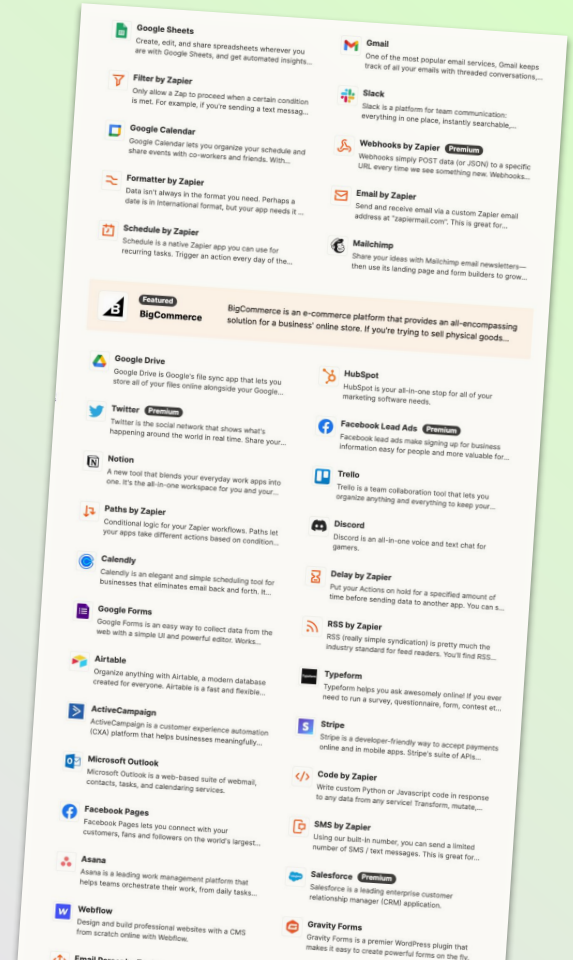 Google Sheets
Create, edit, and share spreadsheets wherever you
are with Google Sheets, and get automated insights...
Gmail
One of the most popular email services, Gmail keeps
track of all your emails with threaded conversations,...
Filter by Zapier
Only allow a Zap to proceed when a certain condition
is met. For example, if you're sending a text messag...
Slack
Slack is a platform for team communication:
everything in one place, instantly searchable,...
Google Calendar
Google Calendar lets you organize your schedule and
share events with co-workers and friends. With...
Webhooks by Zapier Premium
Webhooks simply POST data (or JSON) to a specific
URL every time we see something new. Webhooks...
Formatter by Zapier
Data isn't always in the format you need. Perhaps a
date is in international format, but your app needs it ...
Email by Zapier
Send and receive email via a custom Zapier email
address at "zapiermail.com". This is great for...
Schedule by Zapier
Schedule is a native Zapier app you can use for
recurring tasks. Trigger an action every day of the...
Mailchimp
Share your ideas with Mailchimp email newsletters—
then use its landing page and form builders to grow...
Featured
BigCommerce
BigCommerce is an e-commerce platform that provides an all-encompassing
solution for a business' online store. If you're trying to sell physical goods...
Google Drive
Google Drive is Google's file sync app that lets you
store all of your files online alongside your Google...
HubSpot
HubSpot is your all-in-one stop for all of your
marketing software needs.
Twitter Premium
Twitter is the social network that shows what's
happening around the world in real time. Share your...
Facebook Lead Ads Premium
Facebook lead ads make signing up for business
information easy for people and more valuable for...
Notion
A new tool that blends your everyday work apps into
one. It's the all-in-one workspace for you and your...
Trello
Trello is a team collaboration tool that lets you
organize anything and everything to keep your...
Paths by Zapier
Conditional logic for your Zapier workflows. Paths let
your apps take different actions based on condition...
Discord
Discord is an all-in-one voice and text chat for
gamers.
Calendly
Calendly is an elegant and simple scheduling tool for
businesses that eliminates email back and forth. It...
Delay by Zapier
Put your Actions on hold for a specified amount of
time before sending data to another app. You can s...
Google Forms
Google Forms is an easy way to collect data from the
web with a simple UI and powerful editor. Works...
RSS by Zapier
RSS (really simple syndication) is pretty much the
industry standard for feed readers. You'll find RSS...
Airtable
Organize anything with Airtable, a modern database
created for everyone. Airtable is a fast and flexible...
Typeform
Typeform helps you ask awesomely online! If you ever
need to run a survey, questionnaire, form, contest et...
ActiveCampaign
ActiveCampaign is a customer experience automation
(CXA) platform that helps businesses meaningfully...
Stripe
Stripe is a developer-friendly way to accept payments
online and in mobile apps. Stripe's suite of APIs...
Microsoft Outlook
Microsoft Outlook is a web-based suite of webmail,
contacts, tasks, and calendaring services.
Code by Zapier
Write custom Python or Javascript code in response
to any data from any service! Transform, mutate,...
Facebook Pages
Facebook Pages lets you connect with your
customers, fans and followers on the world's largest...
SMS by Zapier
Using our built-in number, you can send a limited
number of SMS / text messages. This is great for...
Asana
Asana is a leading work management platform that
helps teams orchestrate their work, from daily tasks...
Salesforce Premium
Salesforce is a leading enterprise customer
relationship manager (CRM) application.
Webflow
Design and build professional websites with a CMS
from scratch online with Webflow.
Gravity Forms
Gravity Forms is a premier WordPress plugin that
makes it easy to create powerful forms on the fly.